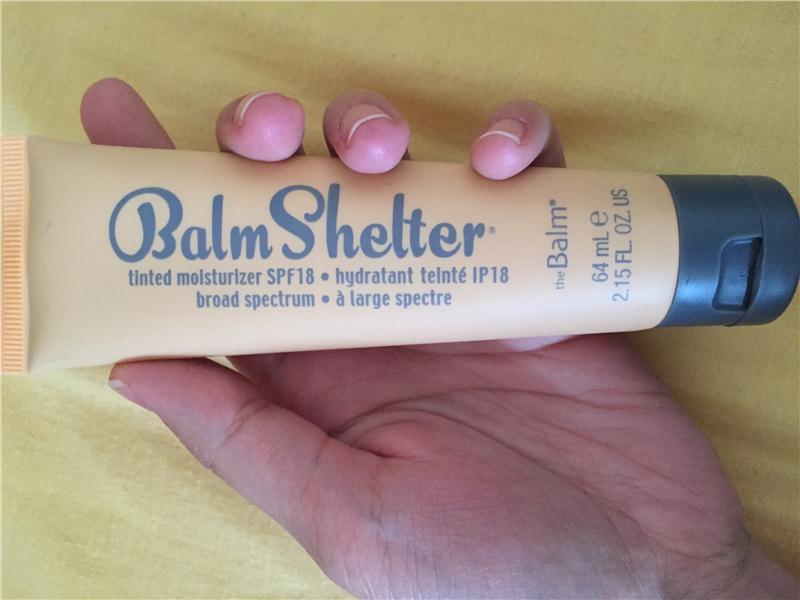 BalmShelter®
tinted moisturizer SPF18 • hydratant teinté IP18
broad spectrum • à large spectre
theBalm®
64 mL e
2.15 FL. OZ. US